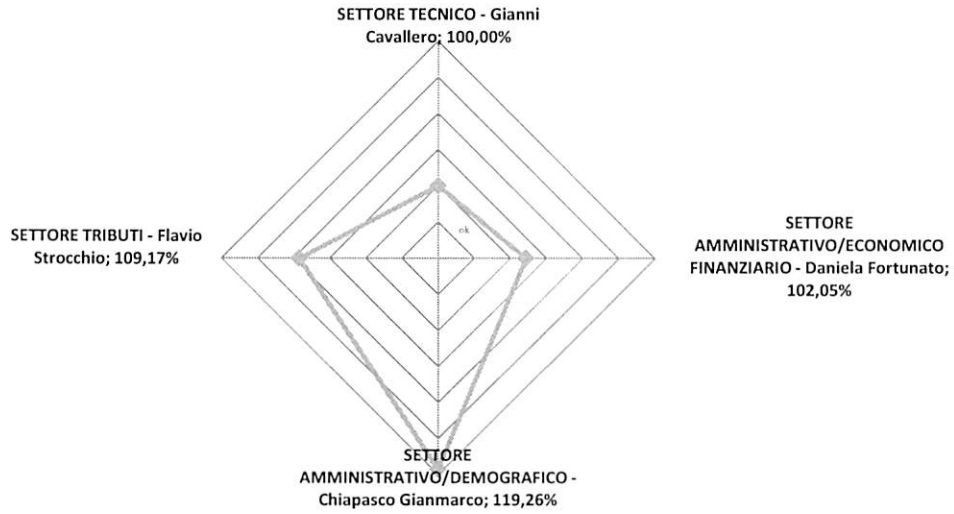 SETTORE TECNICO - Gianni
Cavallero; 100,00%
ok
SETTORE TRIBUTI - Flavio
Strocchio; 109,17%
SETTORE
AMMINISTRATIVO/ECONOMICO
FINANZIARIO - Daniela Fortunato;
102,05%
SETTORE
AMMINISTRATIVO/DEMOGRAFICO -
Chiapasco Gianmarco; 119,26%